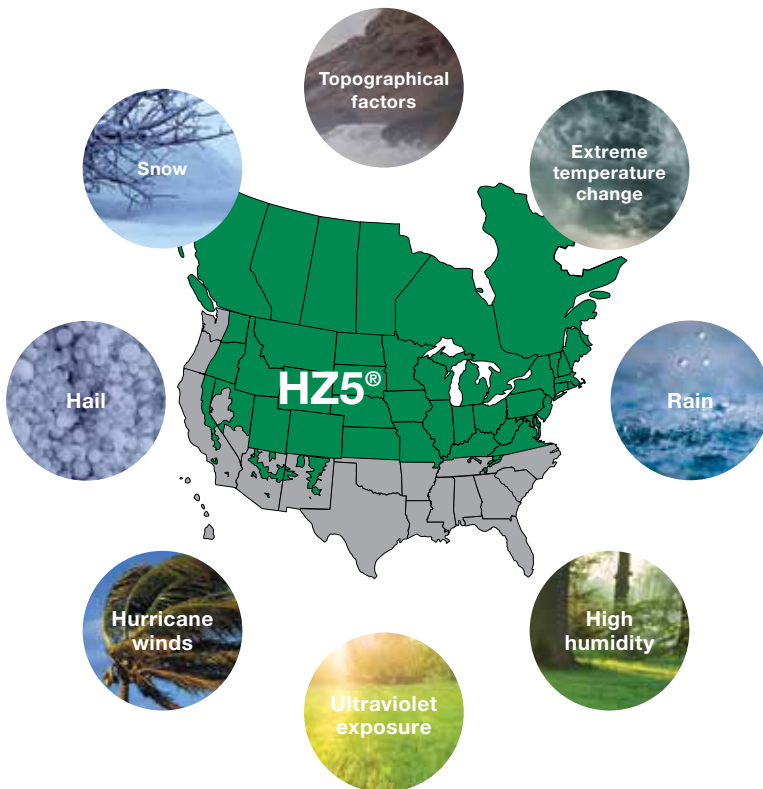 Topographical
factors
Snow
Extreme
temperature
change
HZ5®
Hail
Rain
Hurricane
winds
High
humidity
Ultraviolet
exposure